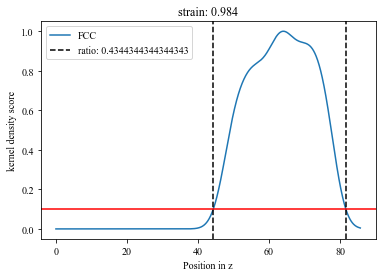 strain: 0.984
FCC
ratio: 0.4344344344344343
kernel density score
1.0
0.8
0.6
0.4
0.2
0.0
0 20 40 60 80
Position in z